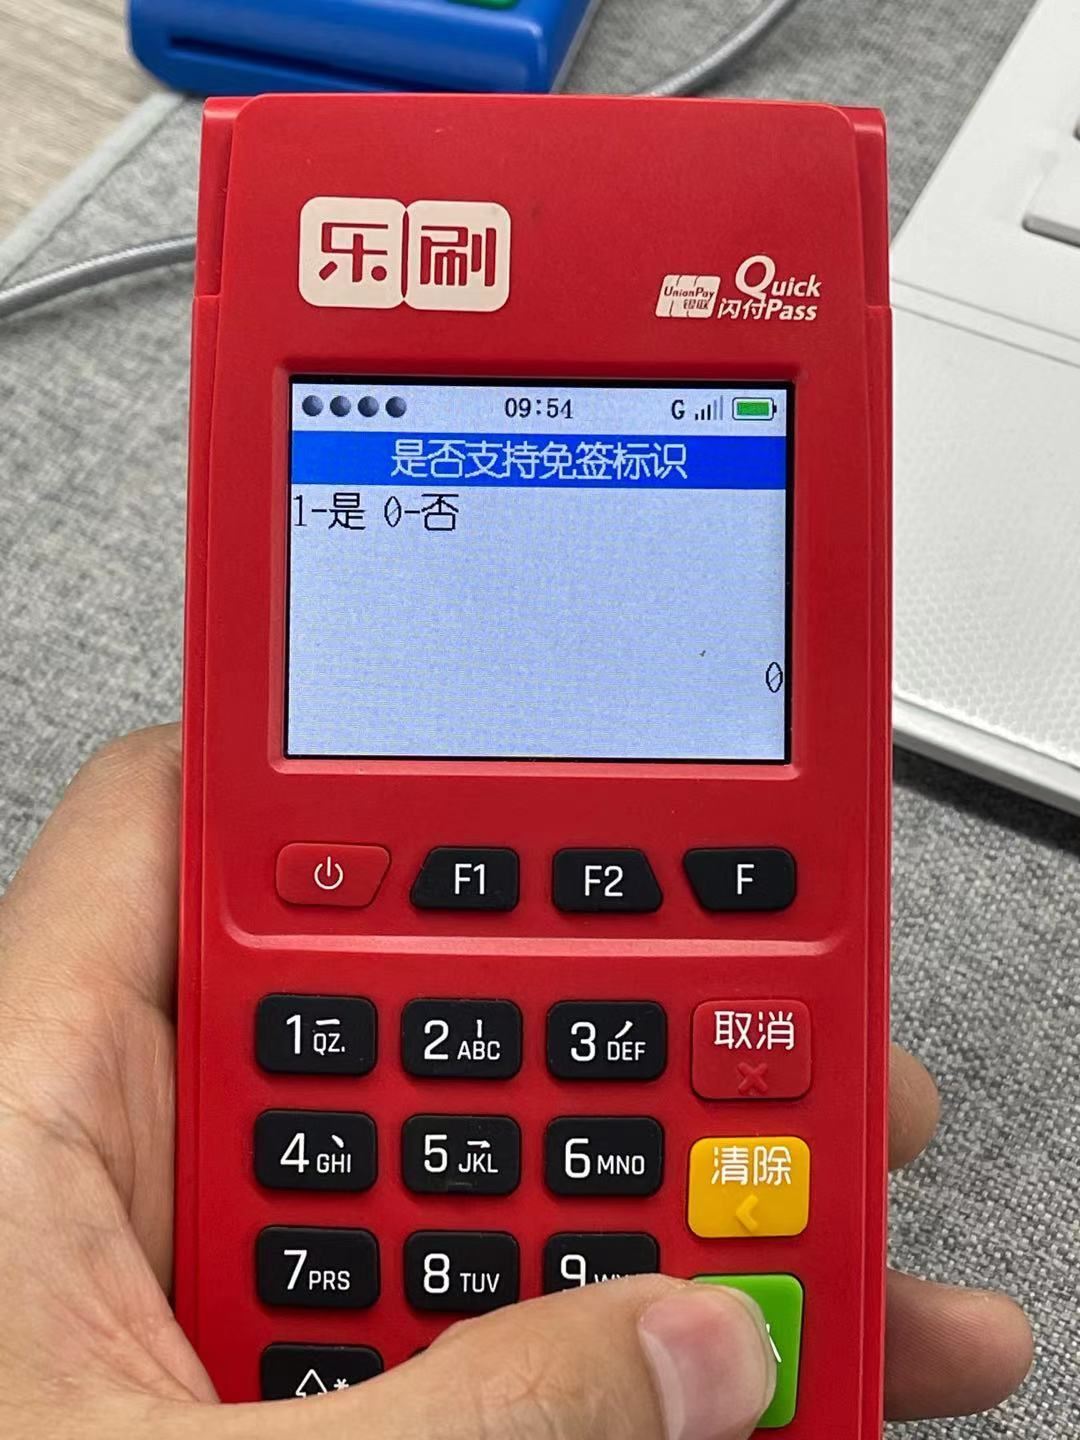 乐刷
UnionPay
银联
Quick
闪付Pass
09:54
G
是否支持免签标识
1-是 0-否
0
F1
F2
F
1 QZ.
2 ABC
3 DEF
取消
4 GHI
5 JKL
6 MNO
清除
7 PRS
8 TUV
9
*